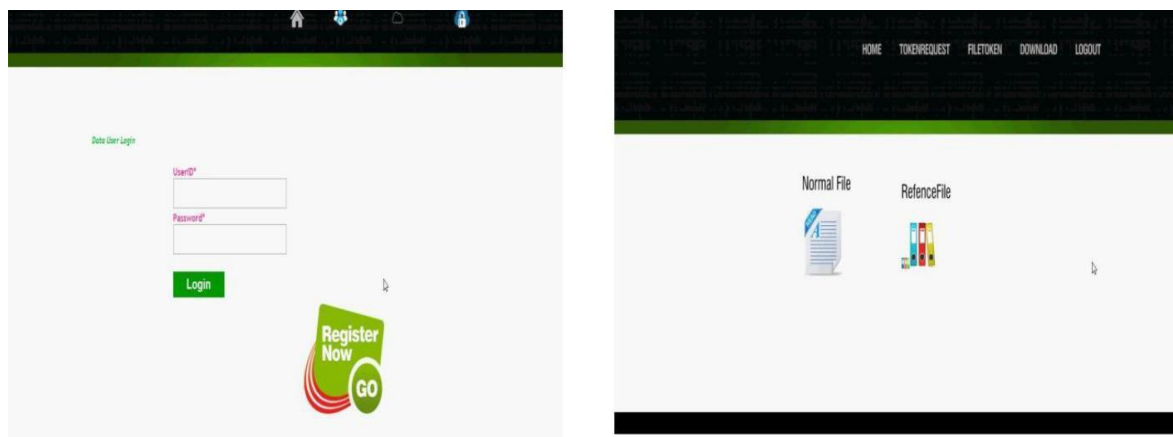 Data User Login
UserID*
Password*
Login
Register
Now
GO
HOME TOKENREQUEST FILETOKEN DOWNLOAD LOGOUT
Normal File
RefenceFile
A